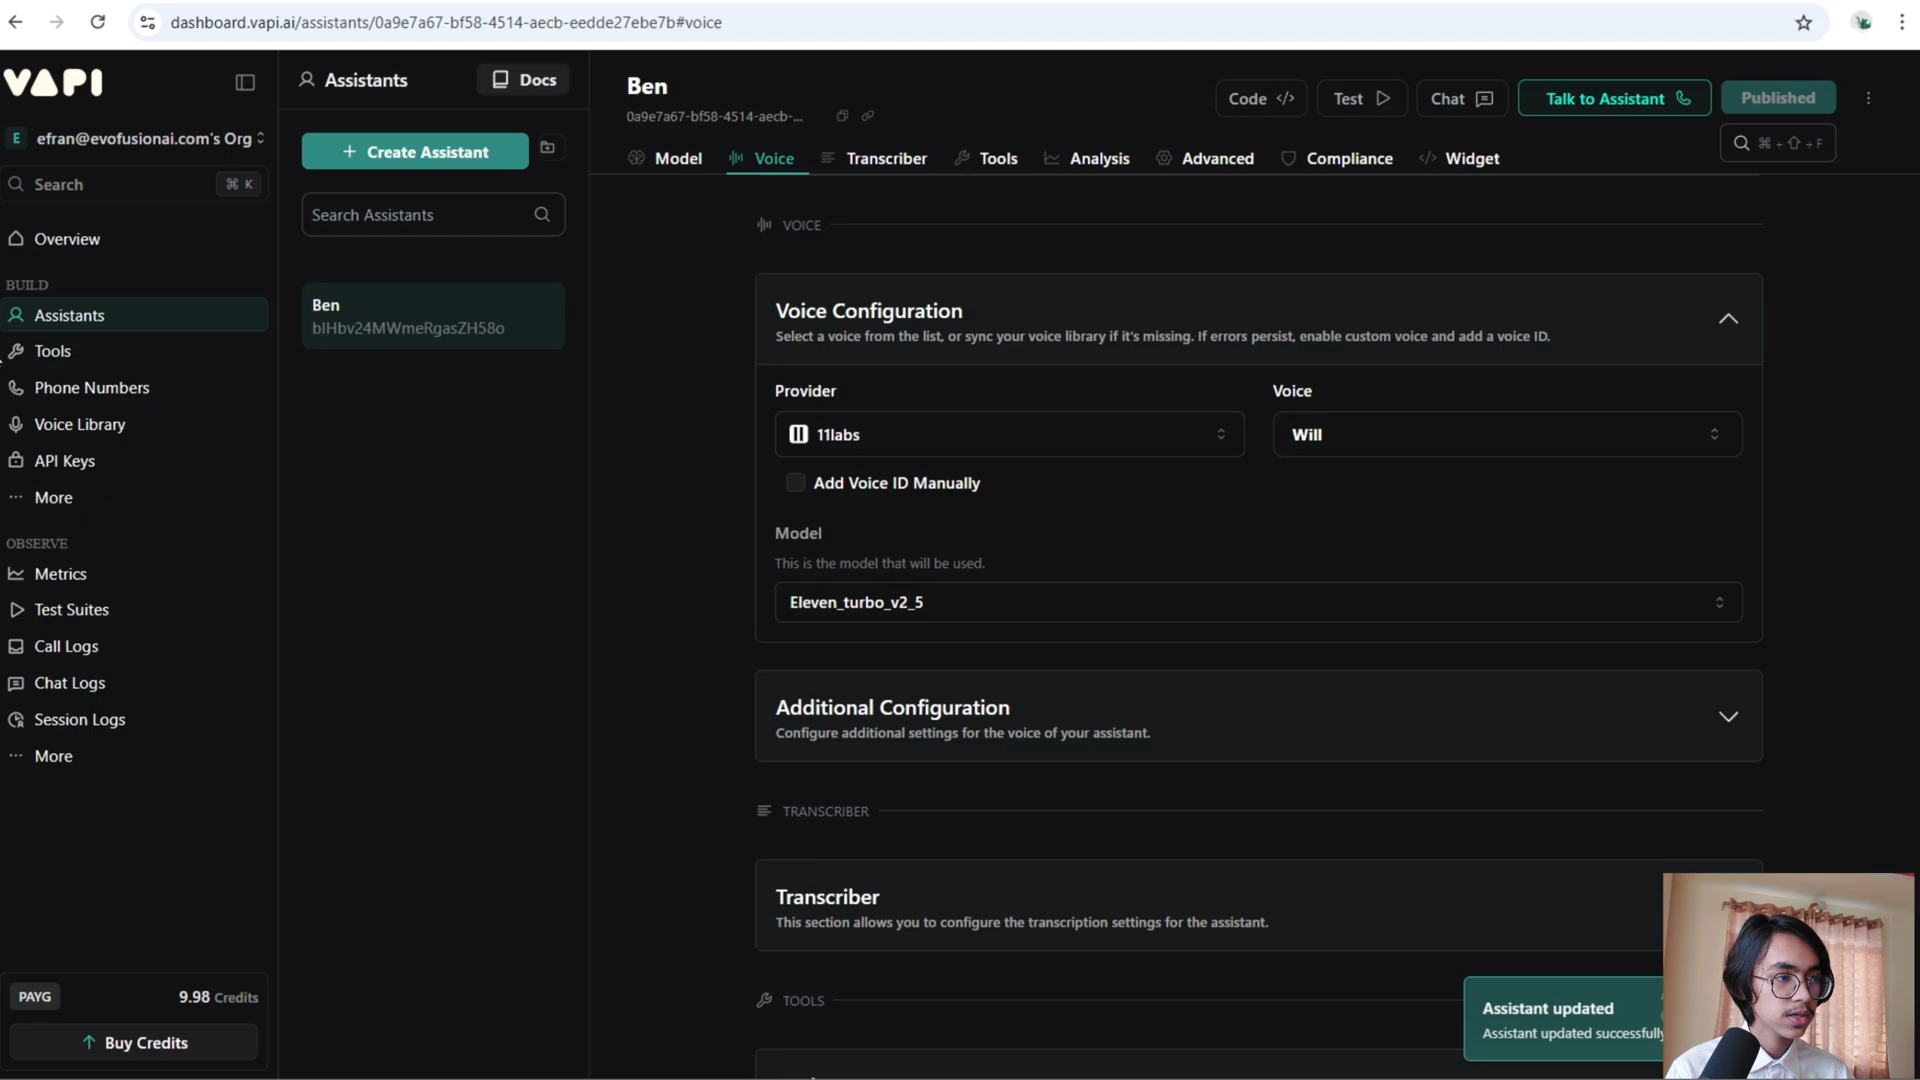 dashboard.vapi.ai/assistants/0a9e7a67-bf58-4514-aecb-eedde27ebe7b#voice
VAPI
E efran@evofusionai.com's Org
Search ⌘ K
Overview
BUILD
Assistants
Tools
Phone Numbers
Voice Library
API Keys
More
OBSERVE
Metrics
Test Suites
Call Logs
Chat Logs
Session Logs
More
PAYG 9.98 Credits
Buy Credits
Assistants Docs
+ Create Assistant
Search Assistants
Ben
bIHbv24MWmeRgasZH58o
Ben
0a9e7a67-bf58-4514-aecb-...
Code </> Test Chat Talk to Assistant Published
⌘ + ⇧ + F
Model Voice Transcriber Tools Analysis Advanced Compliance </> Widget
VOICE
Voice Configuration
Select a voice from the list, or sync your voice library if it's missing. If errors persist, enable custom voice and add a voice ID.
Provider Voice
11labs Will
Add Voice ID Manually
Model
This is the model that will be used.
Eleven_turbo_v2_5
Additional Configuration
Configure additional settings for the voice of your assistant.
TRANSCRIBER
Transcriber
This section allows you to configure the transcription settings for the assistant.
TOOLS
Assistant updated
Assistant updated successfully